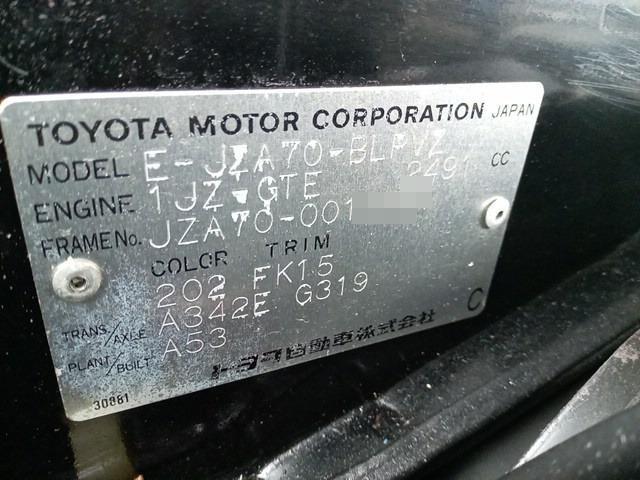 TOYOTA MOTOR CORPORATION JAPAN
MODEL E-JZA70-BLPVZ
ENGINE 1JZ-GTE 2491 CC
FRAME No. JZA70-001
COLOR TRIM
202 FK15
TRANS/AXLE A342E G319
PLANT/BUILT A53
トヨタ自動車株式会社 C
30881